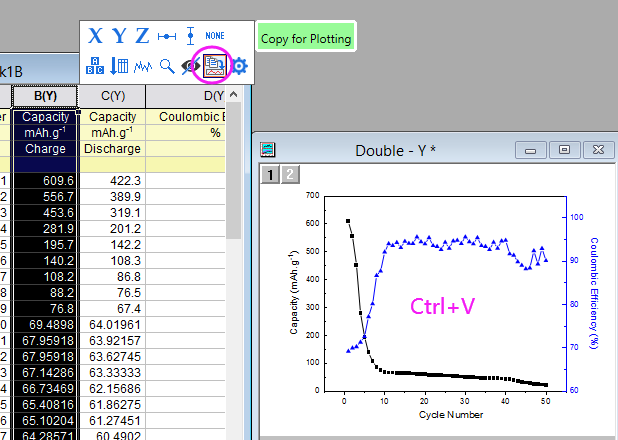 X Y Z NONE
Copy for Plotting
k1B
B(Y) C(Y) D(Y
er Capacity Capacity Coulombic E
mAh.g⁻¹ mAh.g⁻¹ %
Charge Discharge
1 609.6 422.3
2 556.7 389.9
3 453.6 319.1
4 281.9 201.2
5 195.7 142.2
6 140.2 108.3
7 108.2 86.8
8 88.2 76.5
9 76.8 67.4
0 69.4898 64.01961
1 67.95918 63.92157
2 67.95918 63.62745
3 67.14286 63.33333
4 66.73469 62.15686
5 65.40816 61.86275
6 65.10204 61.27451
7 64.28571 60.4902
Double - Y *
1 2
700
600
500
400
300
200
100
0
Capacity (mAh.g⁻¹)
100
90
80
70
60
Coulombic Efficiency (%)
Ctrl+V
0 10 20 30 40 50
Cycle Number